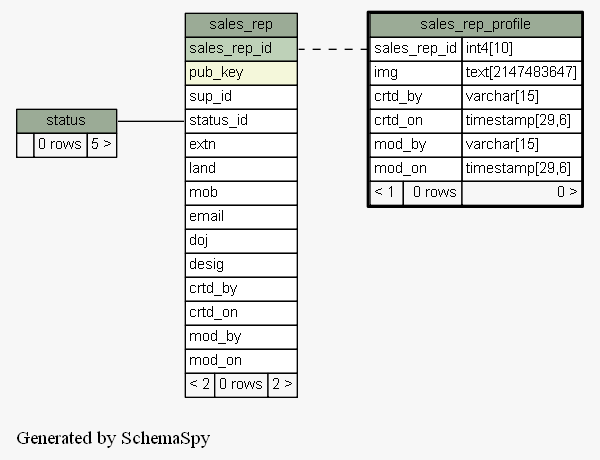 sales_rep
sales_rep_id
pub_key
sup_id
status_id
extn
land
mob
email
doj
desig
crtd_by
crtd_on
mod_by
mod_on
< 2 0 rows 2 >
sales_rep_profile
sales_rep_id int4[10]
img text[2147483647]
crtd_by varchar[15]
crtd_on timestamp[29,6]
mod_by varchar[15]
mod_on timestamp[29,6]
< 1 0 rows 0 >
status
0 rows 5 >
Generated by SchemaSpy